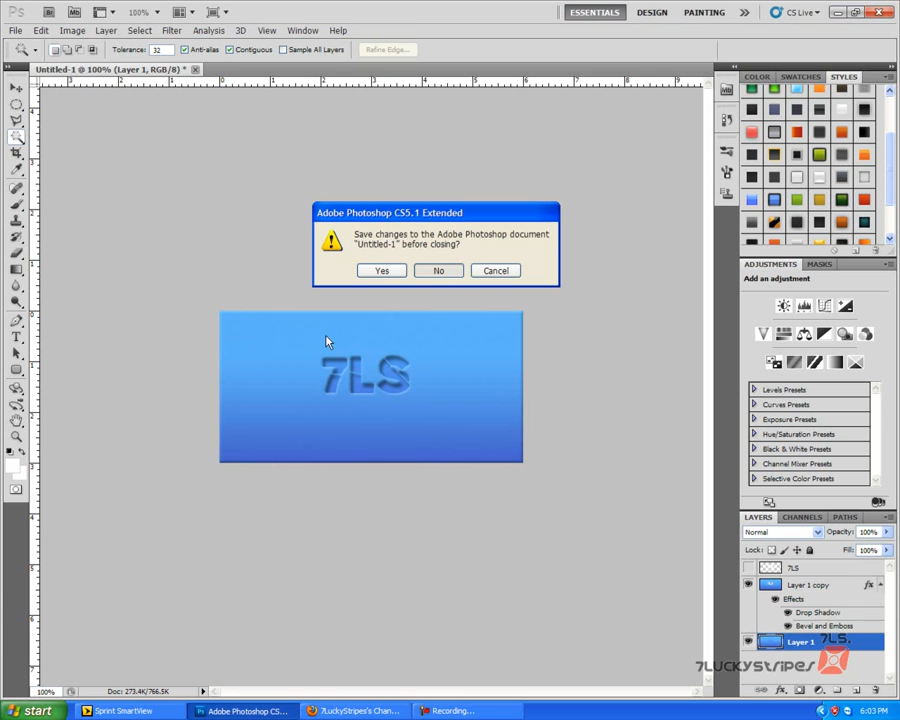 Ps Br Mb 100% ESSENTIALS DESIGN PAINTING CS Live
File Edit Image Layer Select Filter Analysis 3D View Window Help
Tolerance: 32 Anti-alias Contiguous Sample All Layers Refine Edge...
Untitled-1 @ 100% (Layer 1, RGB/8) *
COLOR SWATCHES STYLES
Adobe Photoshop CS5.1 Extended
Save changes to the Adobe Photoshop document
"Untitled-1" before closing?
Yes No Cancel
7LS
ADJUSTMENTS MASKS
Add an adjustment
Levels Presets
Curves Presets
Exposure Presets
Hue/Saturation Presets
Black & White Presets
Channel Mixer Presets
Selective Color Presets
LAYERS CHANNELS PATHS
Normal Opacity: 100%
Lock: Fill: 100%
7LS
Layer 1 copy fx
Effects
Drop Shadow
Bevel and Emboss
Layer 1
7LS.
7LUCKYSTRIPES
100% Doc: 273.4K/766.5K
start Sprint SmartView Adobe Photoshop CS... 7LuckyStripes's Chan... Recording... 6:03 PM